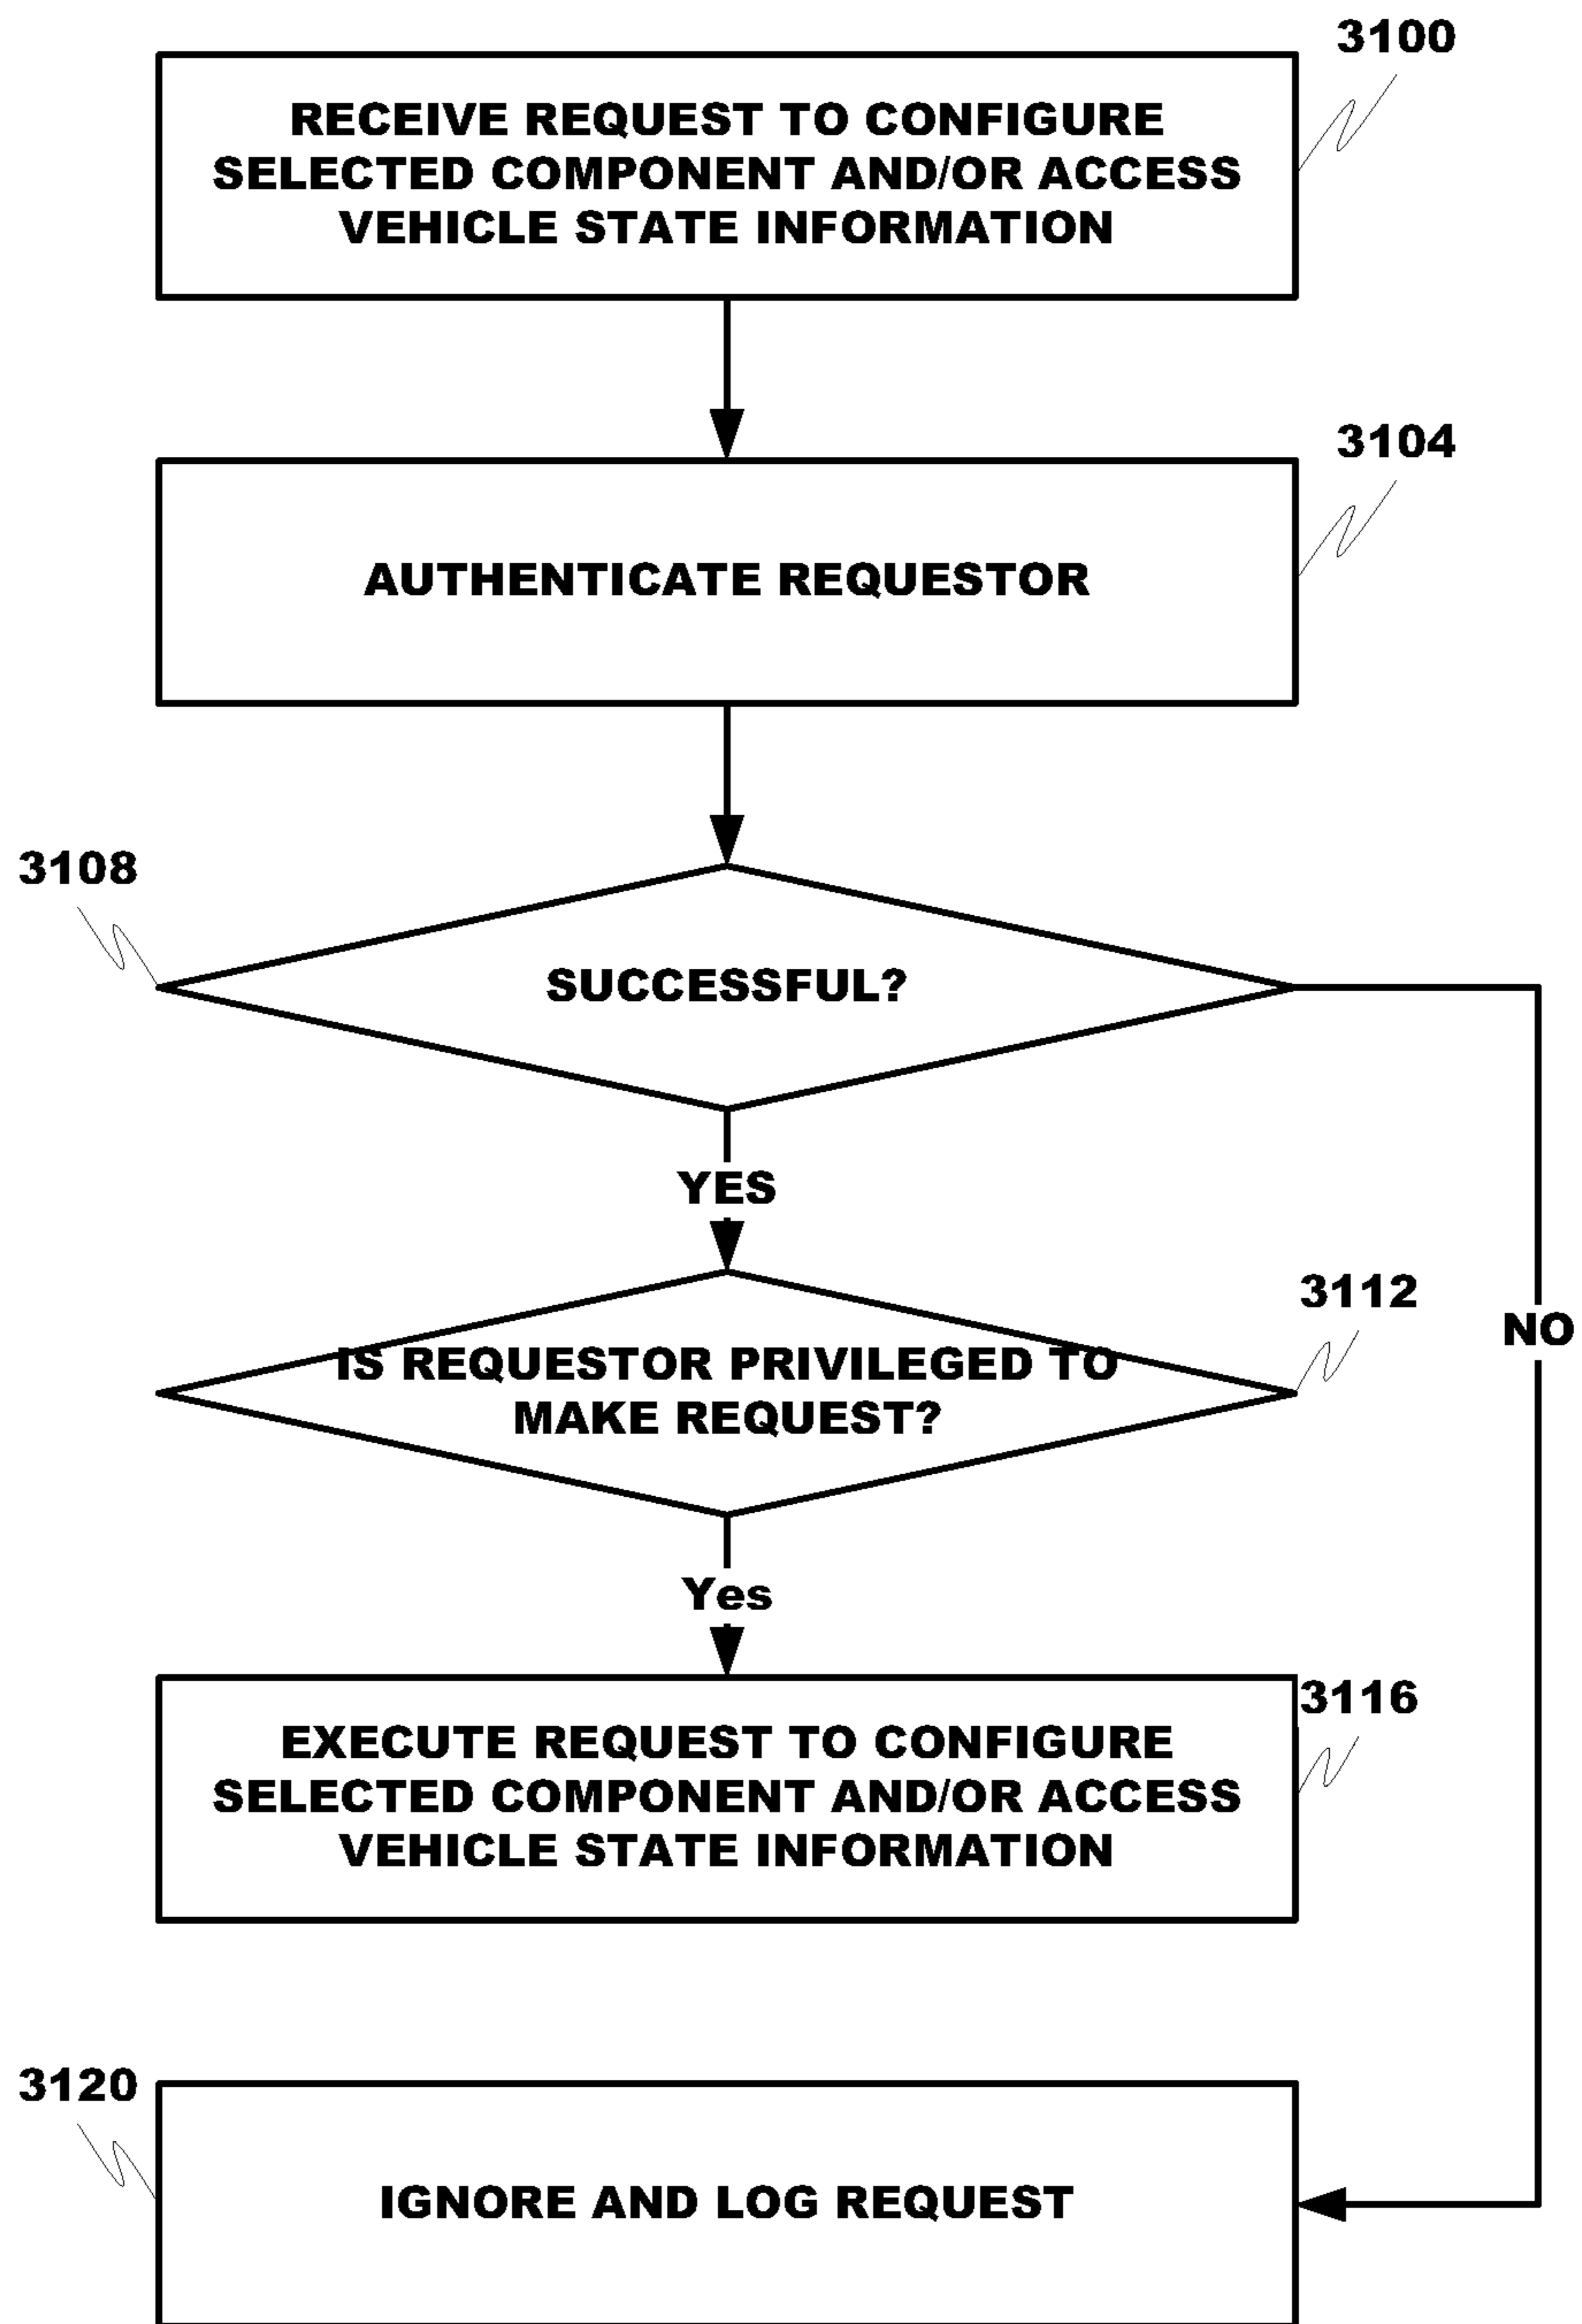 3100
RECEIVE REQUEST TO CONFIGURE
SELECTED COMPONENT AND/OR ACCESS
VEHICLE STATE INFORMATION
3104
AUTHENTICATE REQUESTOR
3108
SUCCESSFUL?
YES
3112
NO
IS REQUESTOR PRIVILEGED TO
MAKE REQUEST?
Yes
3116
EXECUTE REQUEST TO CONFIGURE
SELECTED COMPONENT AND/OR ACCESS
VEHICLE STATE INFORMATION
3120
IGNORE AND LOG REQUEST